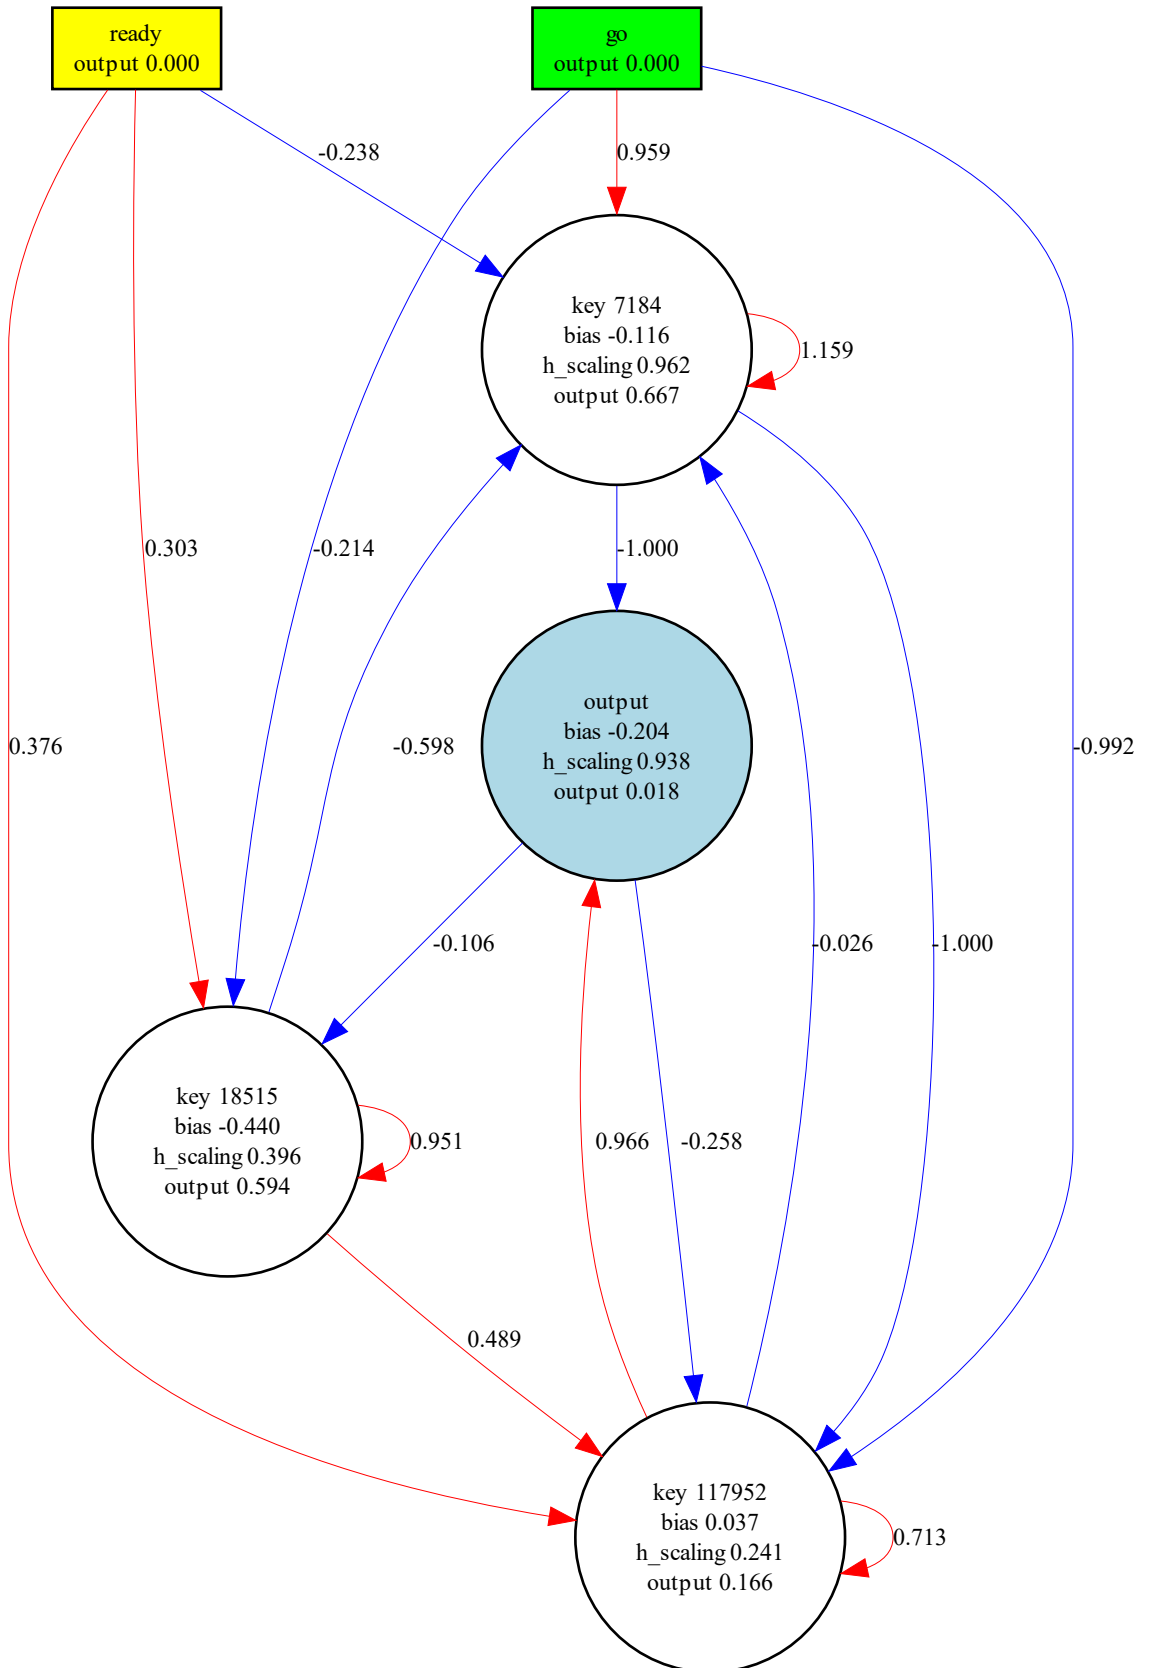 ready
output 0.000
go
output 0.000
-0.238
0.959
key 7184
bias -0.116
h_scaling 0.962
output 0.667
1.159
0.303
-0.214
-1.000
output
bias -0.204
h_scaling 0.938
output 0.018
0.376
-0.598
-0.992
-0.106
-0.026
-1.000
key 18515
bias -0.440
h_scaling 0.396
output 0.594
0.951
0.966
-0.258
0.489
key 117952
bias 0.037
h_scaling 0.241
output 0.166
0.713